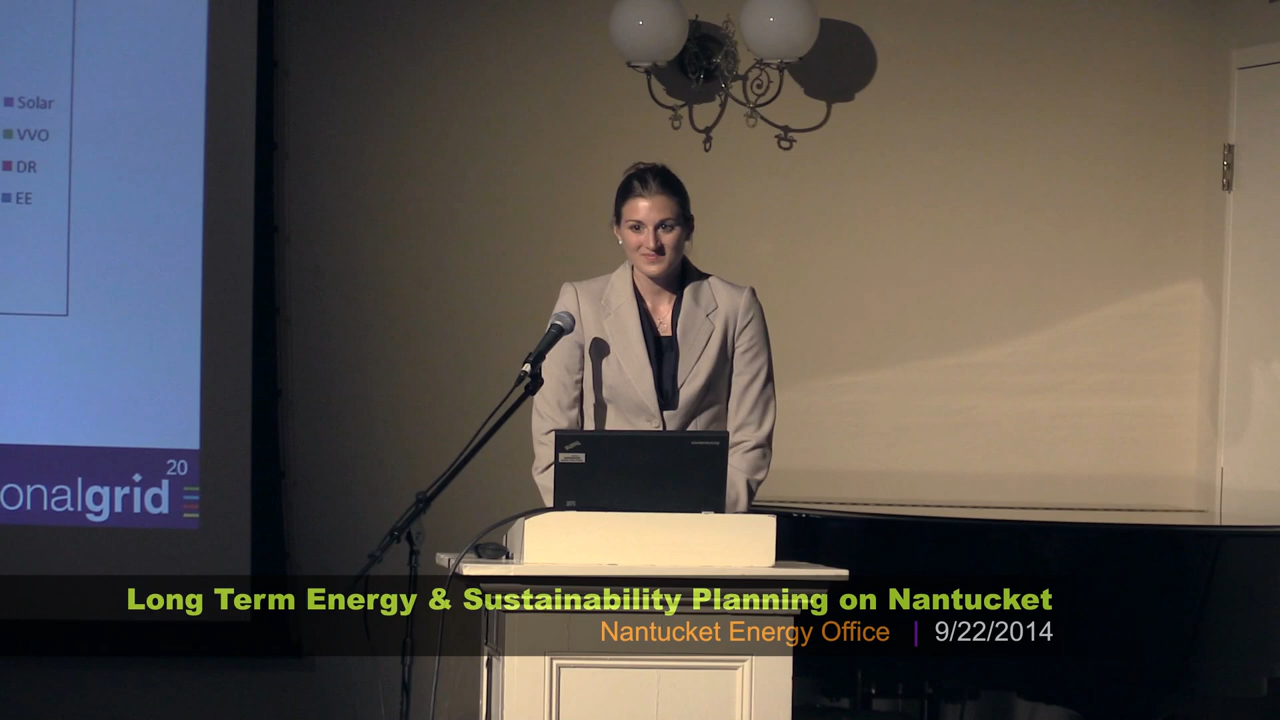 Solar
VVO
DR
EE
20
onalgrid
Long Term Energy & Sustainability Planning on Nantucket
Nantucket Energy Office | 9/22/2014